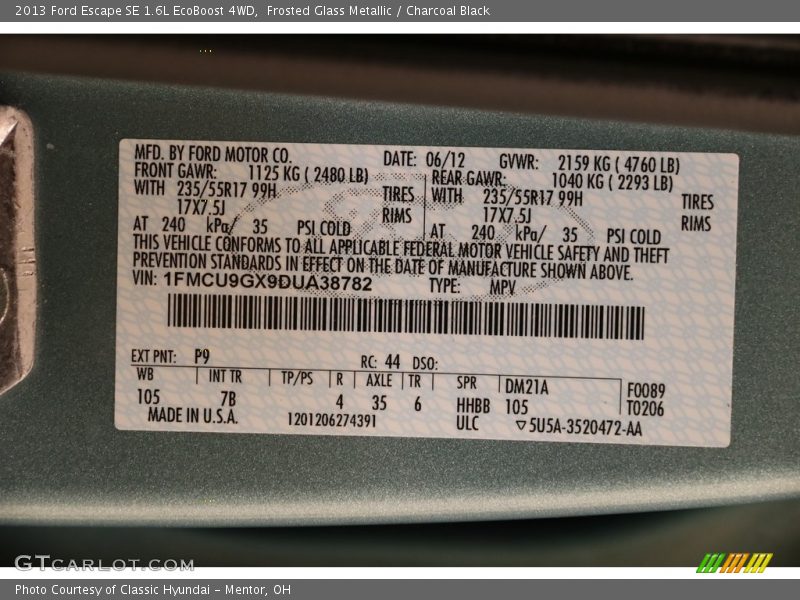 2013 Ford Escape SE 1.6L EcoBoost 4WD,  Frosted Glass Metallic / Charcoal Black
MFD. BY FORD MOTOR CO. DATE: 06/12 GVWR: 2159 KG ( 4760 LB)
FRONT GAWR: 1125 KG ( 2480 LB) REAR GAWR: 1040 KG ( 2293 LB)
WITH 235/55R17 99H TIRES WITH 235/55R17 99H TIRES
17X7.5J RIMS 17X7.5J RIMS
AT 240 kPa/ 35 PSI COLD AT 240 kPa/ 35 PSI COLD
THIS VEHICLE CONFORMS TO ALL APPLICABLE FEDERAL MOTOR VEHICLE SAFETY AND THEFT
PREVENTION STANDARDS IN EFFECT ON THE DATE OF MANUFACTURE SHOWN ABOVE.
VIN: 1FMCU9GX9DUA38782 TYPE: MPV
EXT PNT: P9 RC: 44 DSO:
WB INT TR TP/PS R AXLE TR SPR DM21A F0089
105 7B 4 35 6 HHBB 105 T0206
MADE IN U.S.A. 1201206274391 ULC ▽5U5A-3520472-AA
GTCARLOT.COM
Photo Courtesy of Classic Hyundai - Mentor, OH